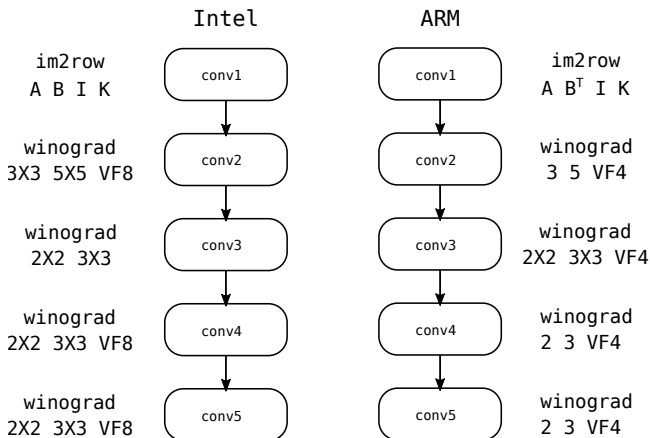 Intel ARM
im2row conv1 conv1 im2row
A B I K A Bᵀ I K
winograd conv2 conv2 winograd
3X3 5X5 VF8 3 5 VF4
winograd conv3 conv3 winograd
2X2 3X3 2X2 3X3 VF4
winograd conv4 conv4 winograd
2X2 3X3 VF8 2 3 VF4
winograd conv5 conv5 winograd
2X2 3X3 VF8 2 3 VF4